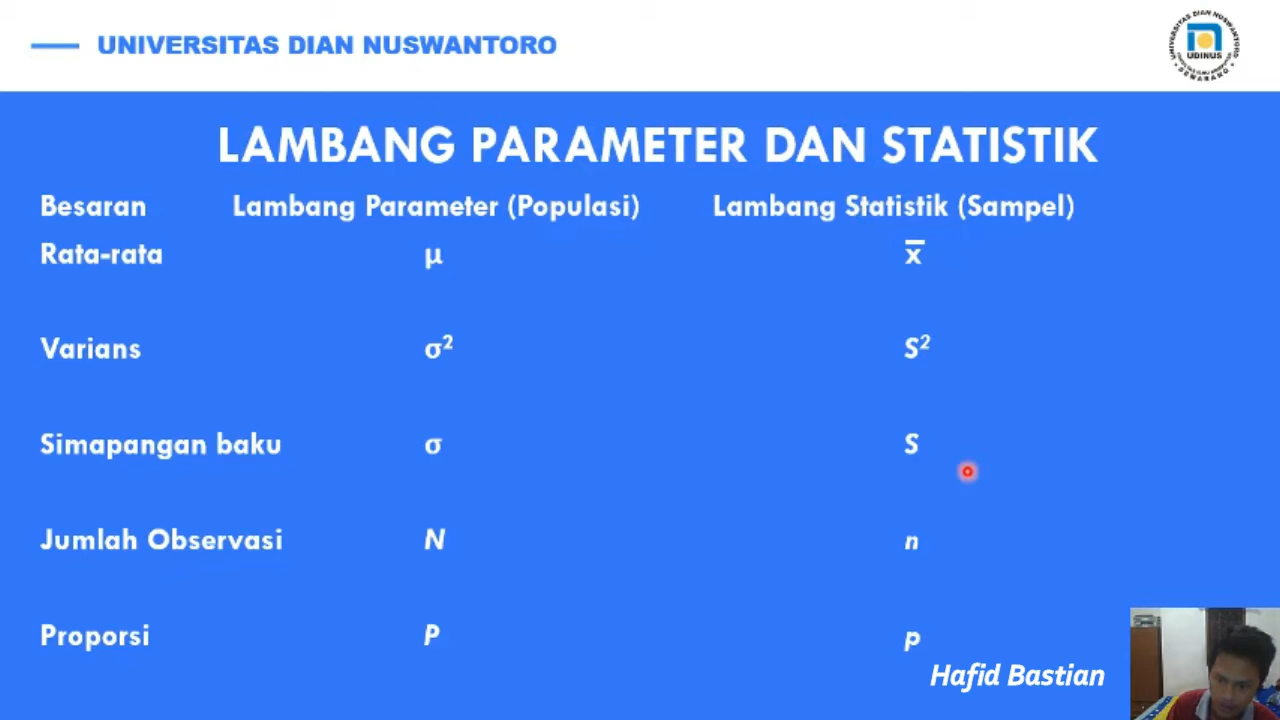 UNIVERSITAS DIAN NUSWANTORO
UDINUS
LAMBANG PARAMETER DAN STATISTIK
Besaran Lambang Parameter (Populasi) Lambang Statistik (Sampel)
Rata-rata μ x̅
Varians σ² S²
Simapangan baku σ S
Jumlah Observasi N n
Proporsi P p
Hafid Bastian